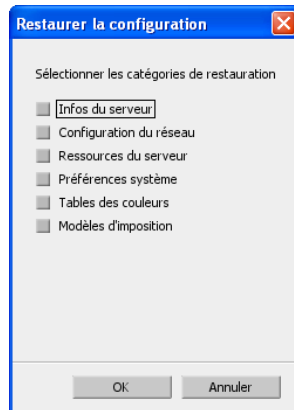 Restaurer la configuration
Sélectionner les catégories de restauration
Infos du serveur
Configuration du réseau
Ressources du serveur
Préférences système
Tables des couleurs
Modèles d'imposition
OK
Annuler